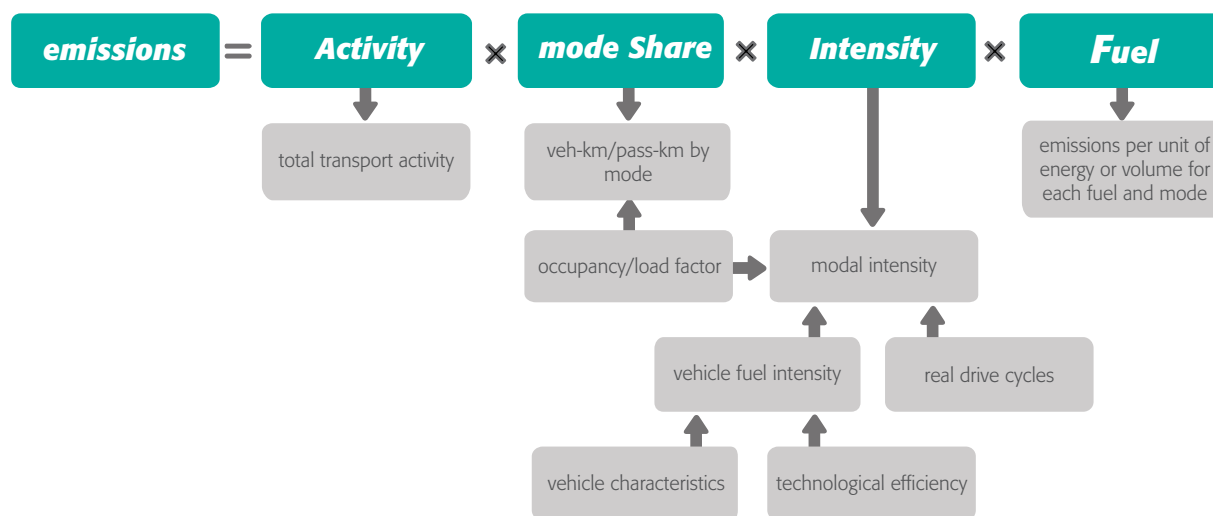 emissions = Activity × mode Share × Intensity × Fuel
total transport activity
veh-km/pass-km by
mode
emissions per unit of
energy or volume for
each fuel and mode
occupancy/load factor
modal intensity
vehicle fuel intensity
real drive cycles
vehicle characteristics
technological efficiency